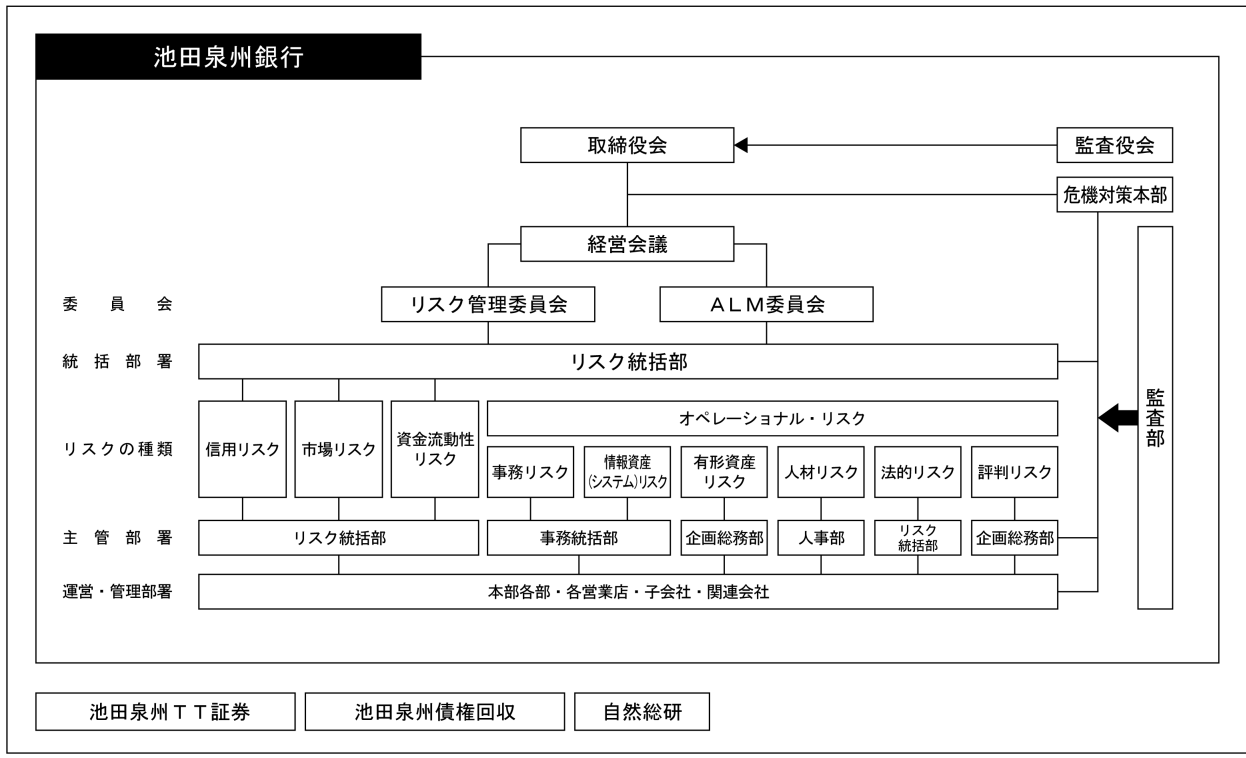 池田泉州銀行
取締役会
監査役会
危機対策本部
経営会議
委員会
リスク管理委員会
ALM委員会
統括部署
リスク統括部
監査部
リスクの種類
信用リスク
市場リスク
資金流動性
リスク
オペレーショナル・リスク
事務リスク
情報資産
(システム)リスク
有形資産
リスク
人材リスク
法的リスク
評判リスク
主管部署
リスク統括部
事務統括部
企画総務部
人事部
リスク
統括部
企画総務部
運営・管理部署
本部各部・各営業店・子会社・関連会社
池田泉州TT証券
池田泉州債権回収
自然総研